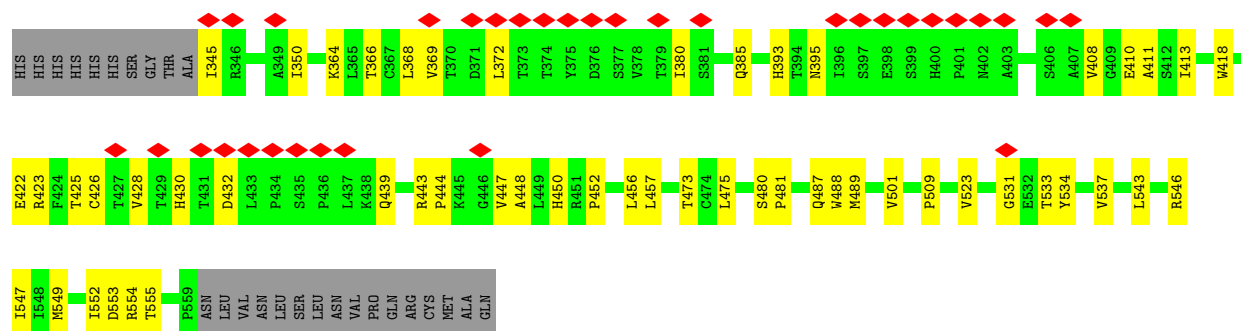 HIS HIS HIS HIS HIS HIS SER GLY THR ALA I345 R346 A349 I350 K364 L365 T366 C367 L368 V369 T370 D371 L372 T373 T374 Y375 D376 S377 V378 T379 I380 S381 Q385 H393 T394 N395 I396 S397 E398 S399 H400 P401 N402 A403 S406 A407 V408 G409 E410 A411 S412 I413 W418
E422 R423 F424 T425 C426 T427 V428 T429 H430 T431 D432 L433 P434 S435 P436 L437 K438 Q439 R443 P444 K445 G446 V447 A448 L449 H450 R451 P452 L456 L457 T473 C474 L475 S480 P481 Q487 W488 M489 V501 P509 V523 G531 E532 T533 Y534 V537 L543 R546
I547 I548 M549 I552 D553 R554 T555 P559 ASN LEU VAL ASN LEU SER LEU ASN VAL PRO GLN ARG CYS MET ALA GLN